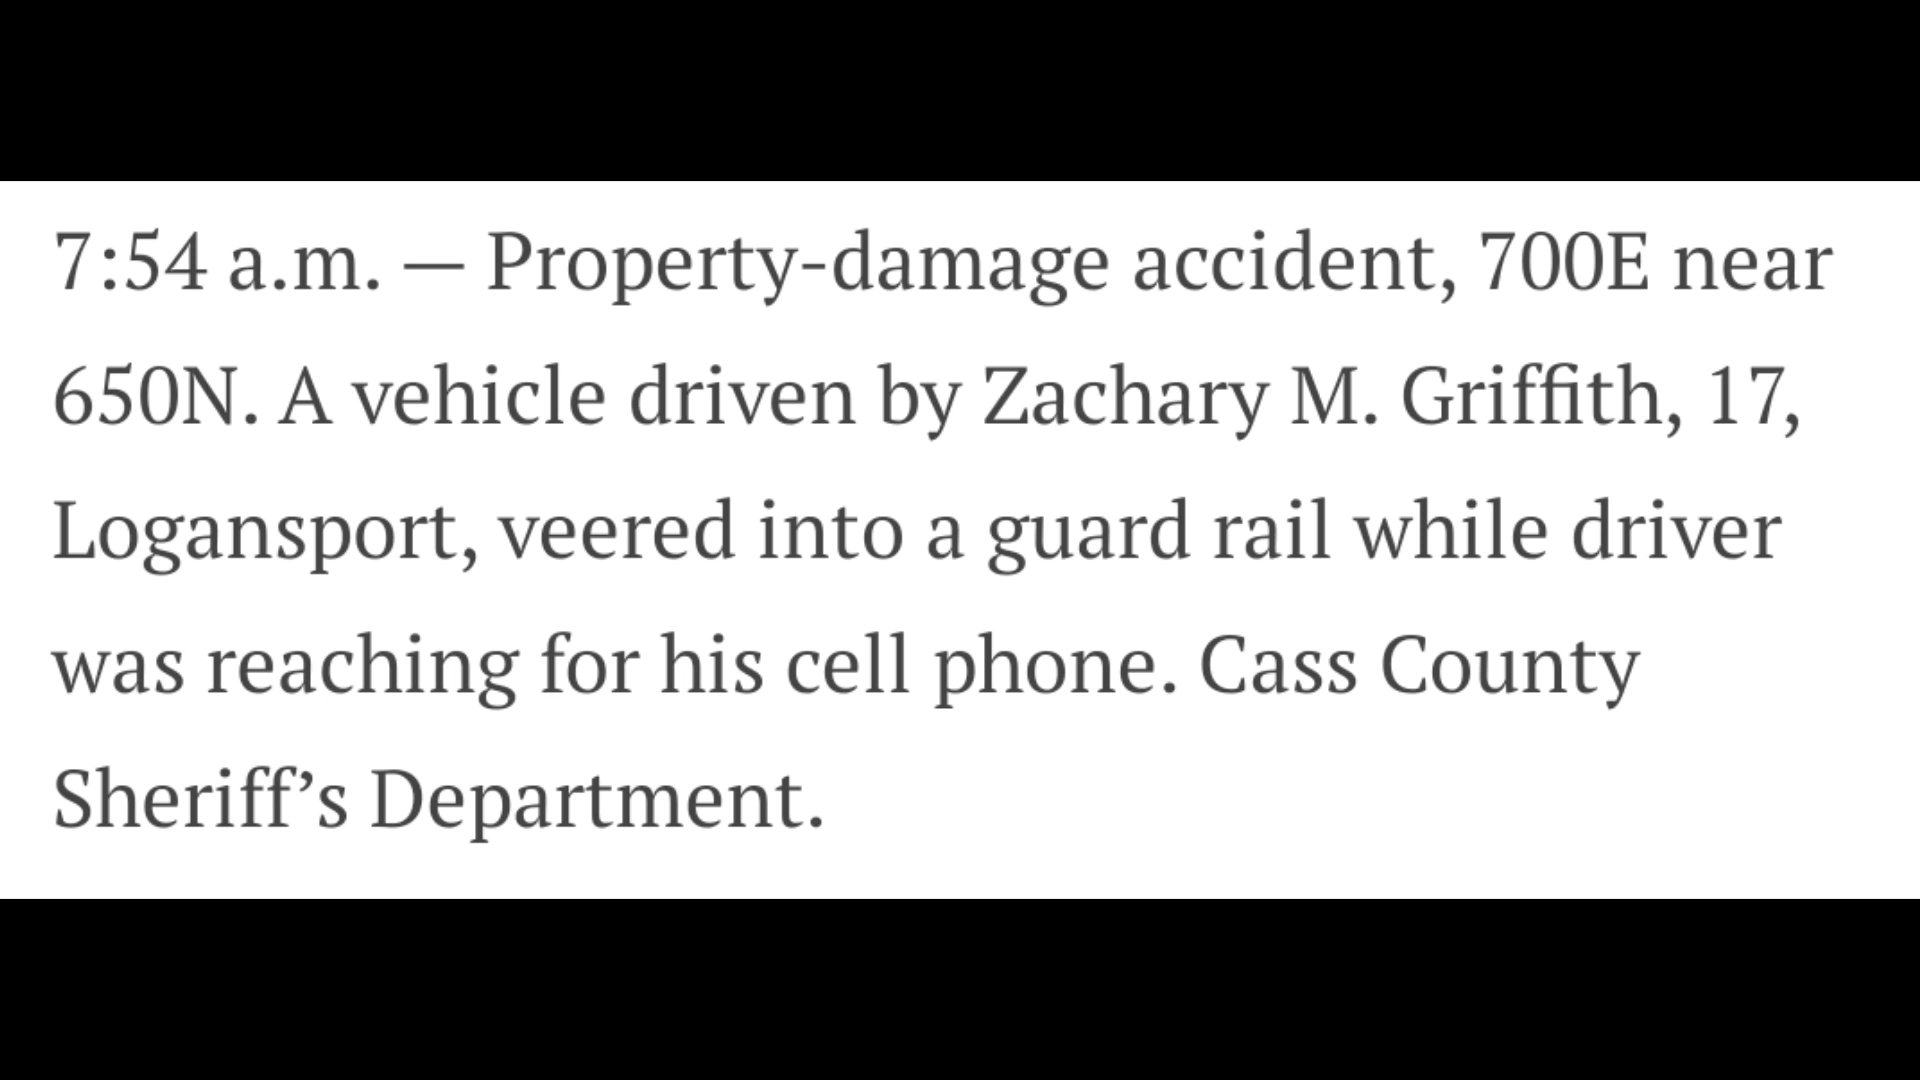 7:54 a.m. — Property-damage accident, 700E near
650N. A vehicle driven by Zachary M. Griffith, 17,
Logansport, veered into a guard rail while driver
was reaching for his cell phone. Cass County
Sheriff’s Department.